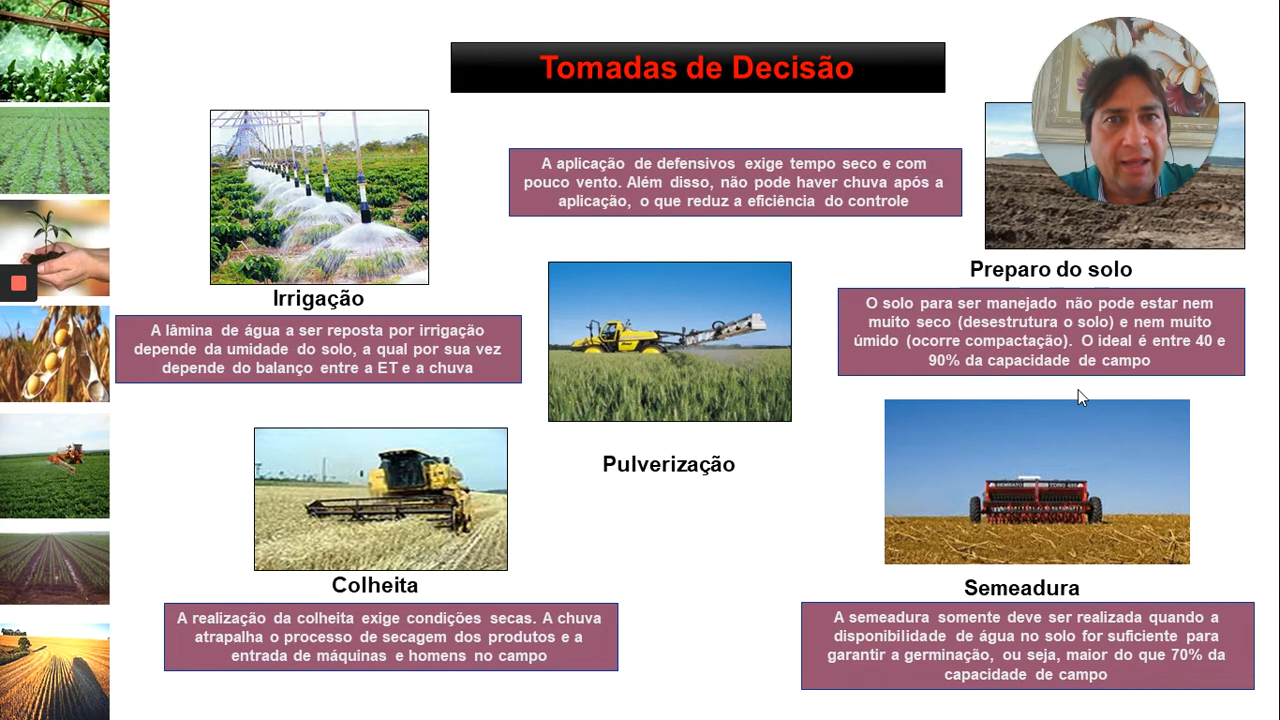 Tomadas de Decisão
A aplicação de defensivos exige tempo seco e com
pouco vento. Além disso, não pode haver chuva após a
aplicação, o que reduz a eficiência do controle
Irrigação
A lâmina de água a ser reposta por irrigação
depende da umidade do solo, a qual por sua vez
depende do balanço entre a ET e a chuva
Preparo do solo
O solo para ser manejado não pode estar nem
muito seco (desestrutura o solo) e nem muito
úmido (ocorre compactação). O ideal é entre 40 e
90% da capacidade de campo
Pulverização
Colheita
A realização da colheita exige condições secas. A chuva
atrapalha o processo de secagem dos produtos e a
entrada de máquinas e homens no campo
Semeadura
A semeadura somente deve ser realizada quando a
disponibilidade de água no solo for suficiente para
garantir a germinação, ou seja, maior do que 70% da
capacidade de campo